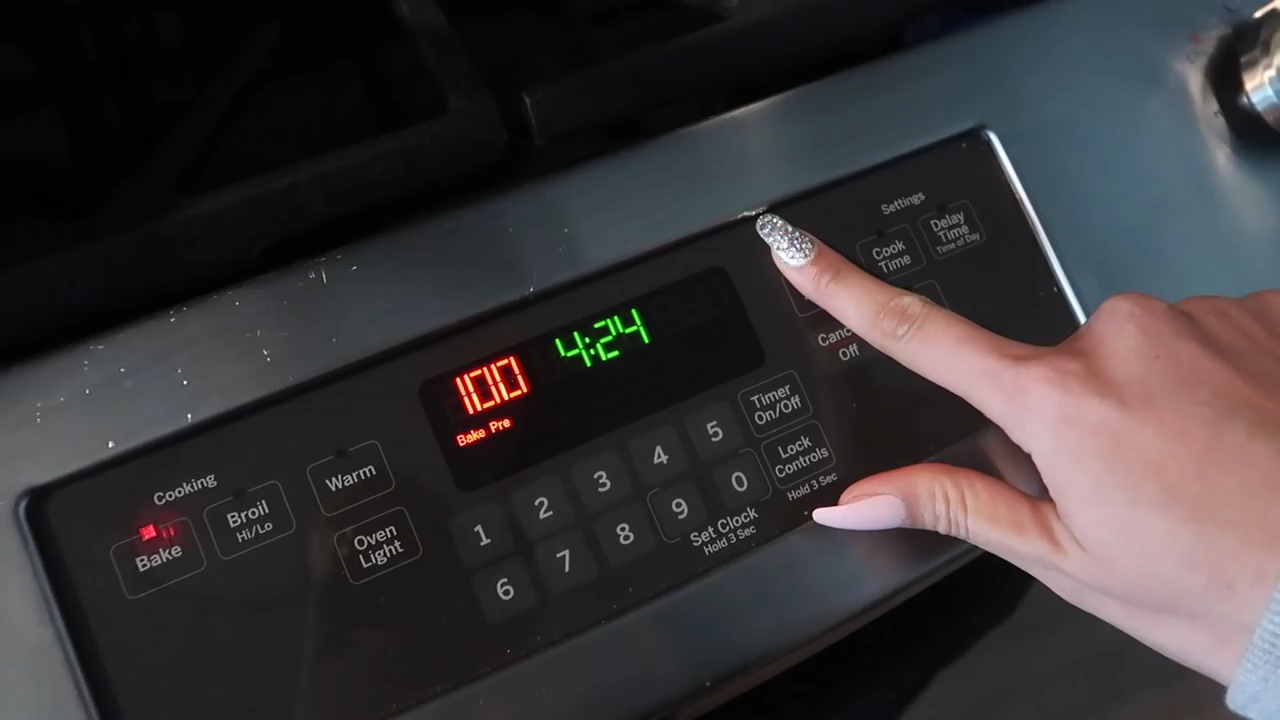 Settings
Cook
Time
Delay
Time
Time of Day
Off
100
4:24
Bake Pre
Cooking
Bake
Broil
Hi/Lo
Warm
Oven
Light
1
2
3
4
5
6
7
8
9
0
Set Clock
Hold 3 Sec
Timer
On/Off
Lock
Controls
Hold 3 Sec